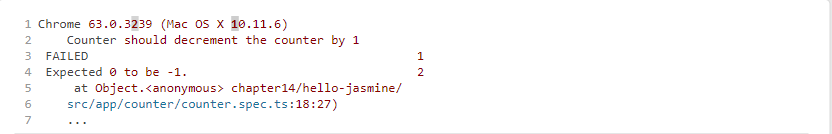 1 Chrome 63.0.3239 (Mac OS X 10.11.6)
2     Counter should decrement the counter by 1
3  FAILED                                              1
4  Expected 0 to be -1.                                2
5      at Object.<anonymous> chapter14/hello-jasmine/
6     src/app/counter/counter.spec.ts:18:27)
7     ...